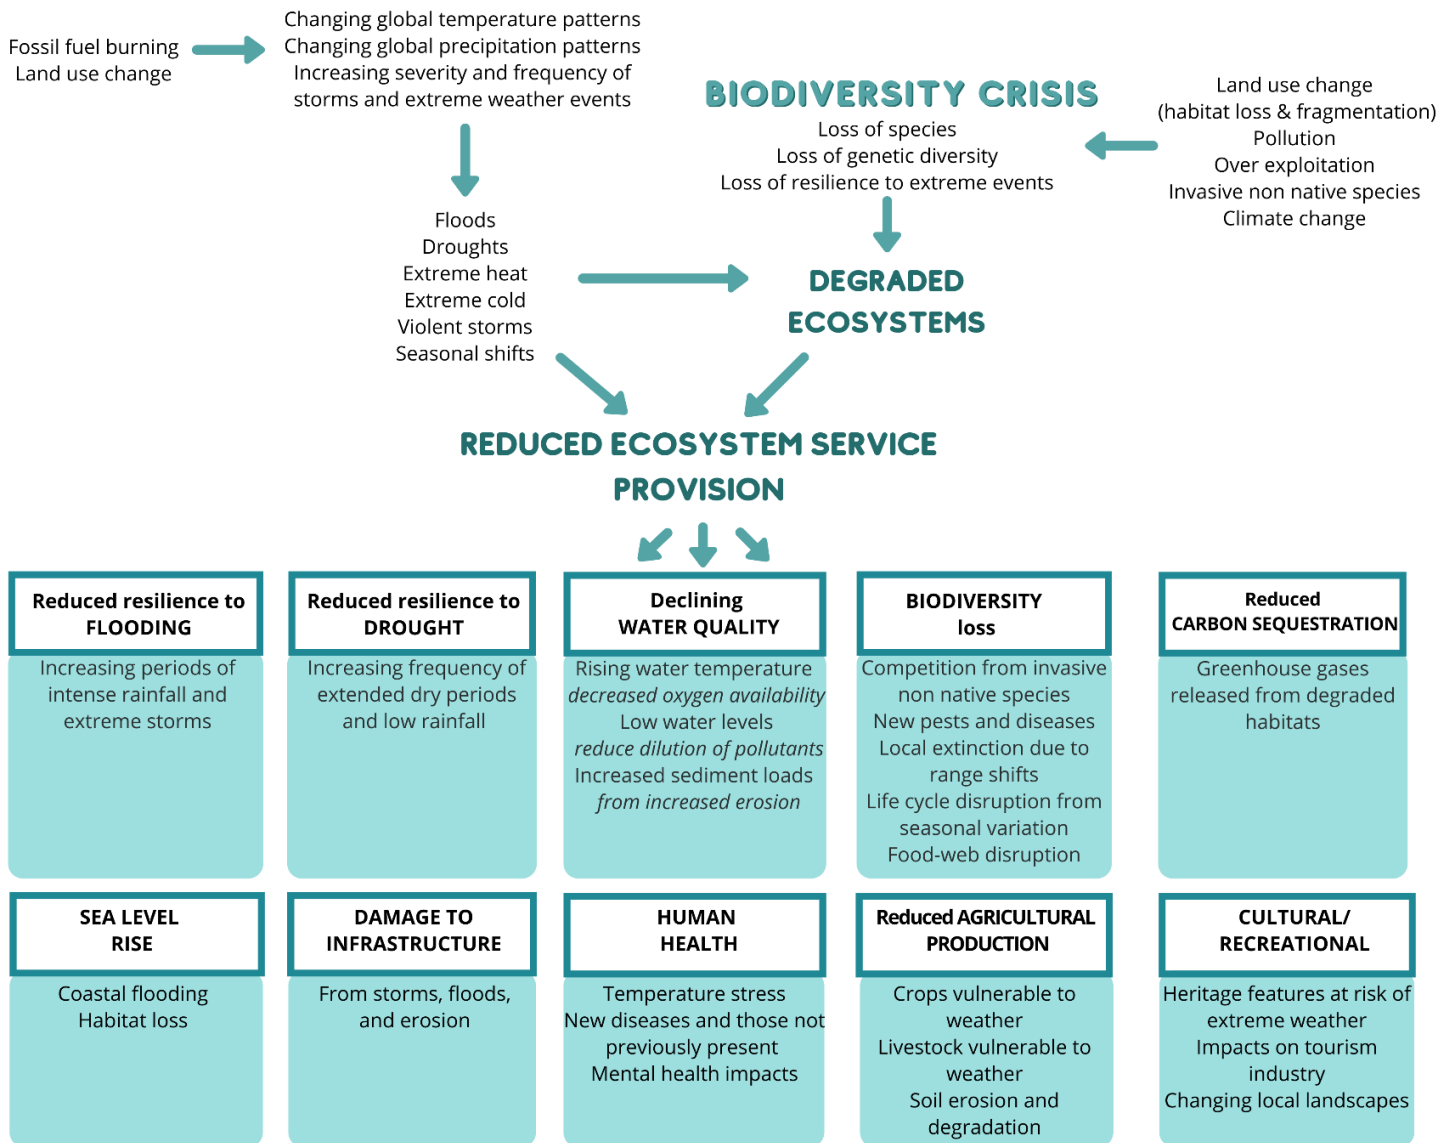 Fossil fuel burning
Land use change
Changing global temperature patterns
Changing global precipitation patterns
Increasing severity and frequency of
storms and extreme weather events
BIODIVERSITY CRISIS
Loss of species
Loss of genetic diversity
Loss of resilience to extreme events
Land use change
(habitat loss & fragmentation)
Pollution
Over exploitation
Invasive non native species
Climate change
Floods
Droughts
Extreme heat
Extreme cold
Violent storms
Seasonal shifts
DEGRADED
ECOSYSTEMS
REDUCED ECOSYSTEM SERVICE
PROVISION
Reduced resilience to
FLOODING
Increasing periods of
intense rainfall and
extreme storms
Reduced resilience to
DROUGHT
Increasing frequency of
extended dry periods
and low rainfall
Declining
WATER QUALITY
Rising water temperature
decreased oxygen availability
Low water levels
reduce dilution of pollutants
Increased sediment loads
from increased erosion
BIODIVERSITY
loss
Competition from invasive
non native species
New pests and diseases
Local extinction due to
range shifts
Life cycle disruption from
seasonal variation
Food-web disruption
Reduced
CARBON SEQUESTRATION
Greenhouse gases
released from degraded
habitats
SEA LEVEL
RISE
Coastal flooding
Habitat loss
DAMAGE TO
INFRASTRUCTURE
From storms, floods,
and erosion
HUMAN
HEALTH
Temperature stress
New diseases and those not
previously present
Mental health impacts
Reduced AGRICULTURAL
PRODUCTION
Crops vulnerable to
weather
Livestock vulnerable to
weather
Soil erosion and
degradation
CULTURAL/
RECREATIONAL
Heritage features at risk of
extreme weather
Impacts on tourism
industry
Changing local landscapes